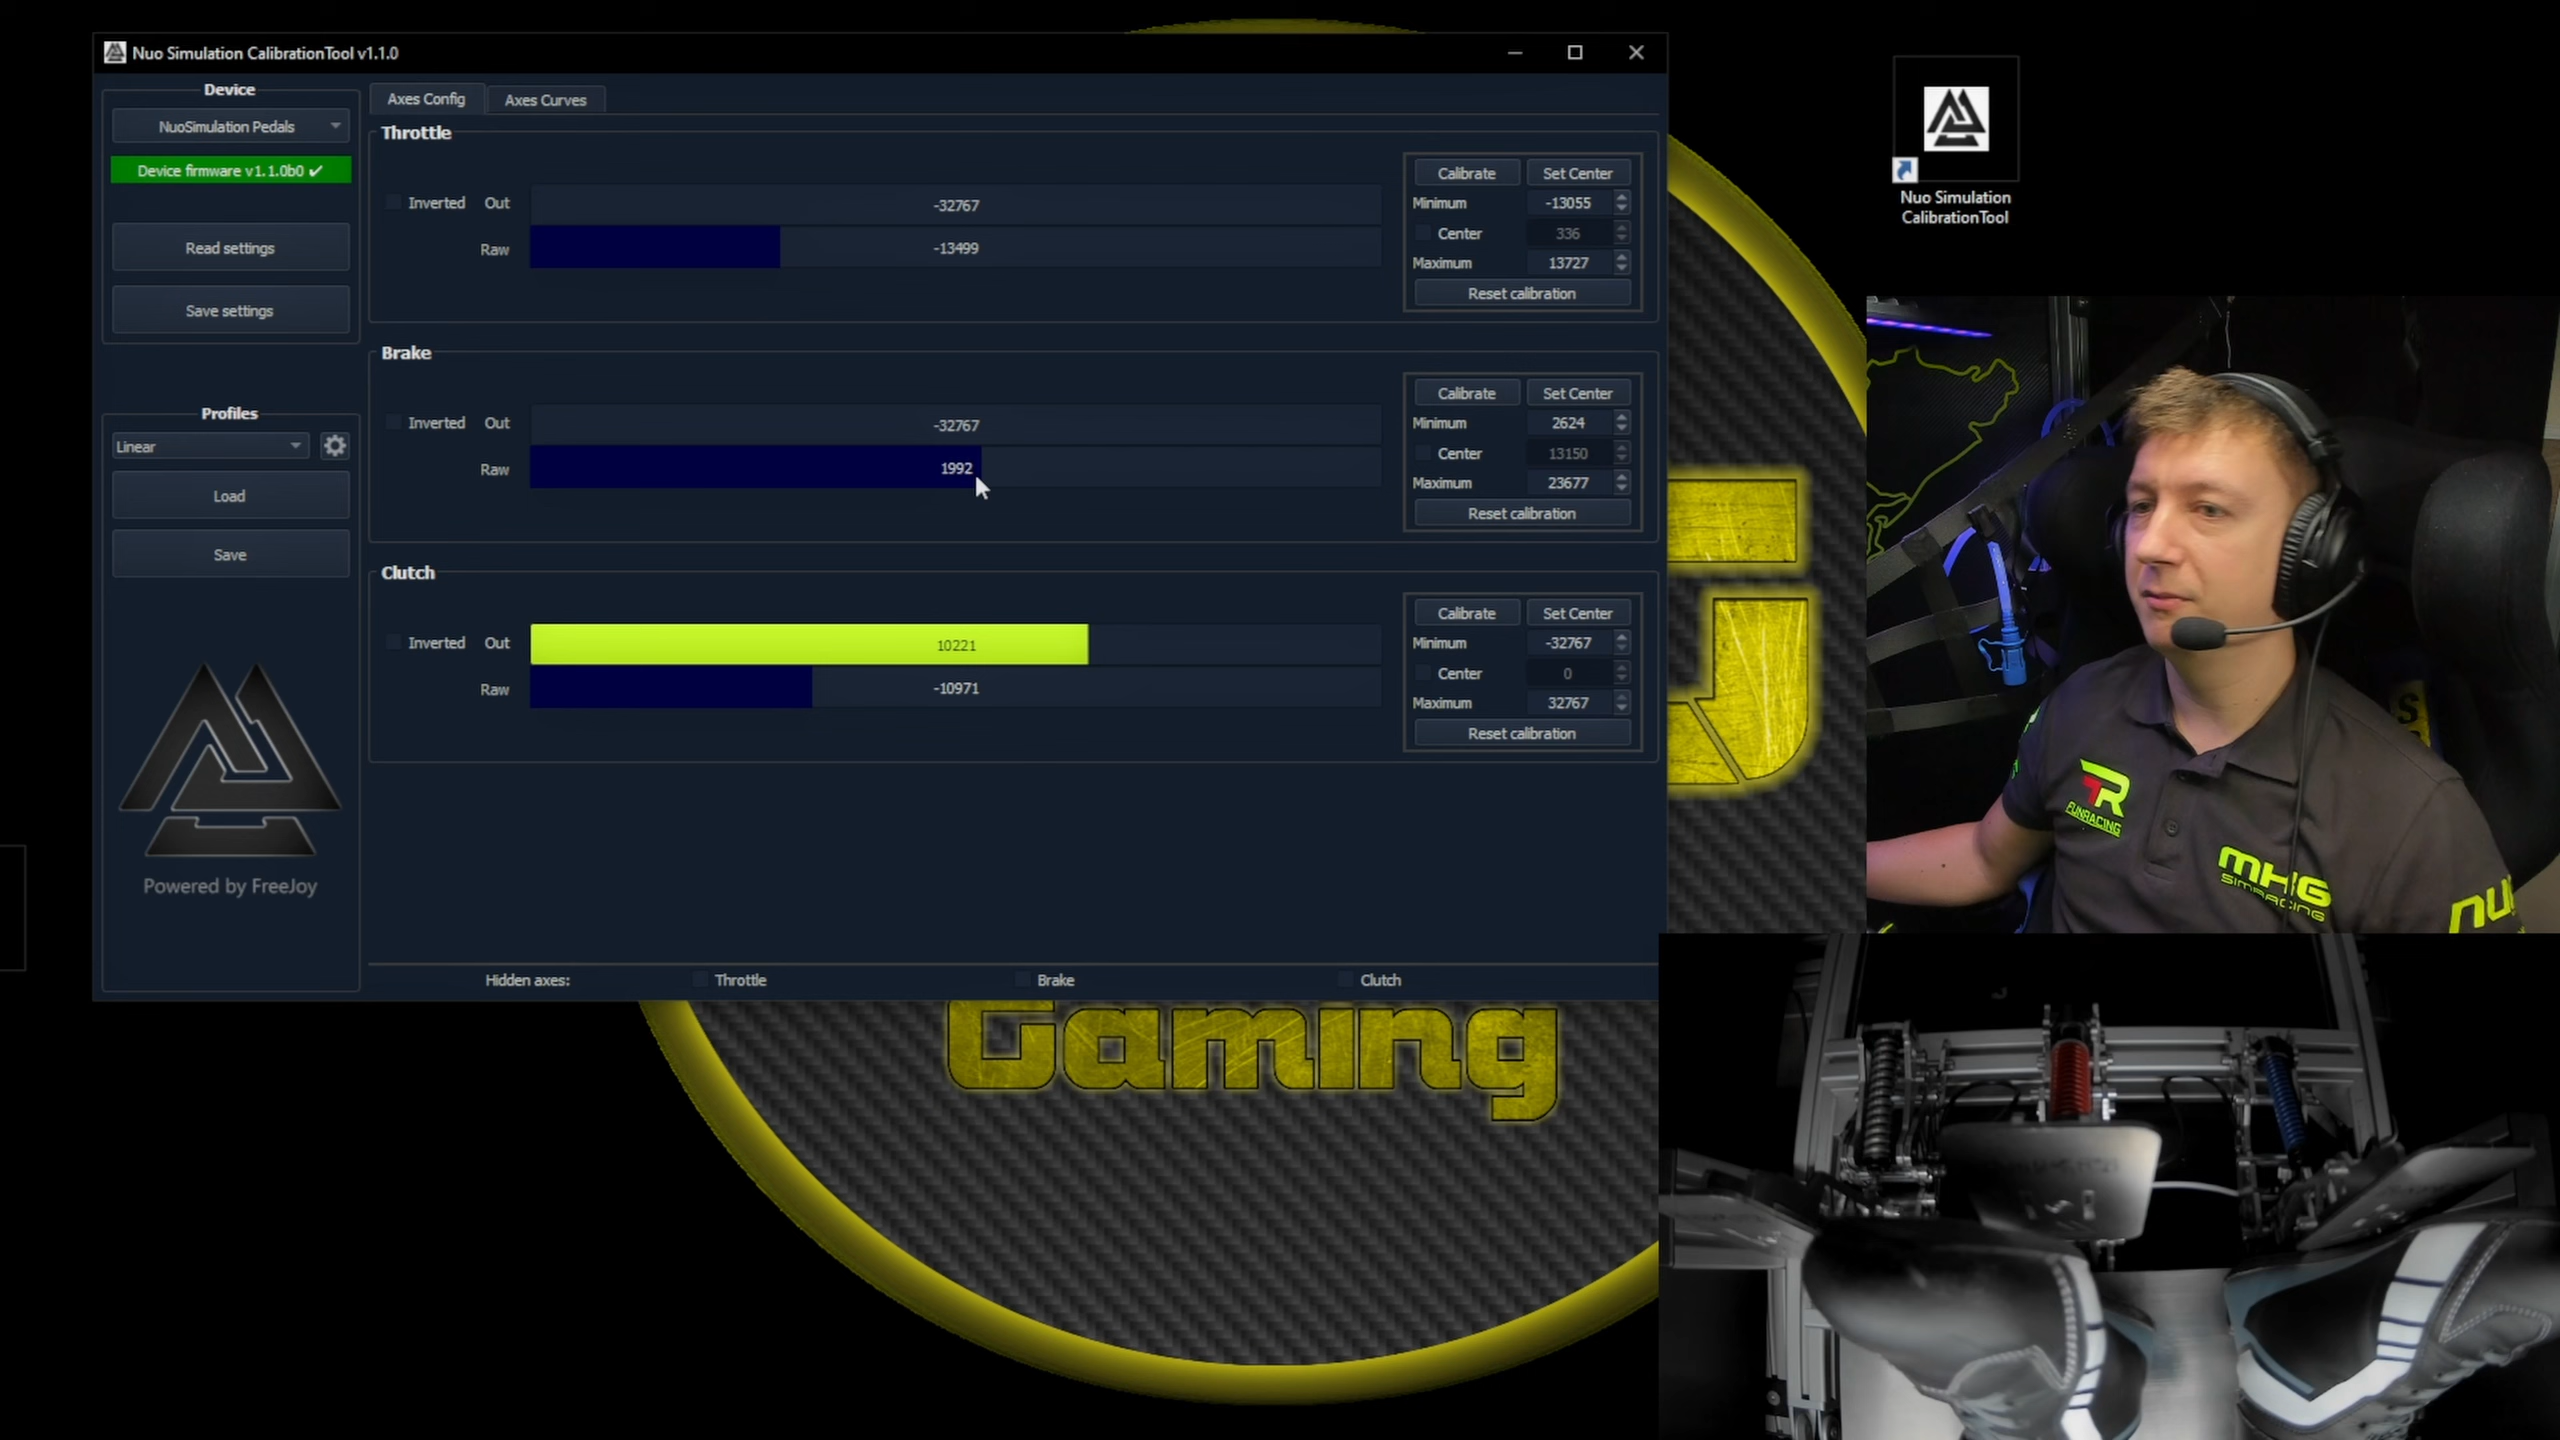 Nuo Simulation CalibrationTool v1.1.0
Device
NuoSimulation Pedals
Device firmware v1.1.0b0 ✓
Read settings
Save settings
Profiles
Linear
Load
Save
Powered by FreeJoy
Axes Config
Axes Curves
Throttle
Inverted
Out
-32767
Raw
-13499
Calibrate
Set Center
Minimum
-13055
Center
336
Maximum
13727
Reset calibration
Brake
Inverted
Out
-32767
Raw
1992
Calibrate
Set Center
Minimum
2624
Center
13150
Maximum
23677
Reset calibration
Clutch
Inverted
Out
10221
Raw
-10971
Calibrate
Set Center
Minimum
-32767
Center
0
Maximum
32767
Reset calibration
Hidden axes:
Throttle
Brake
Clutch
Nuo Simulation
CalibrationTool
Gaming
FUNRACING
MHG
SIMRACING